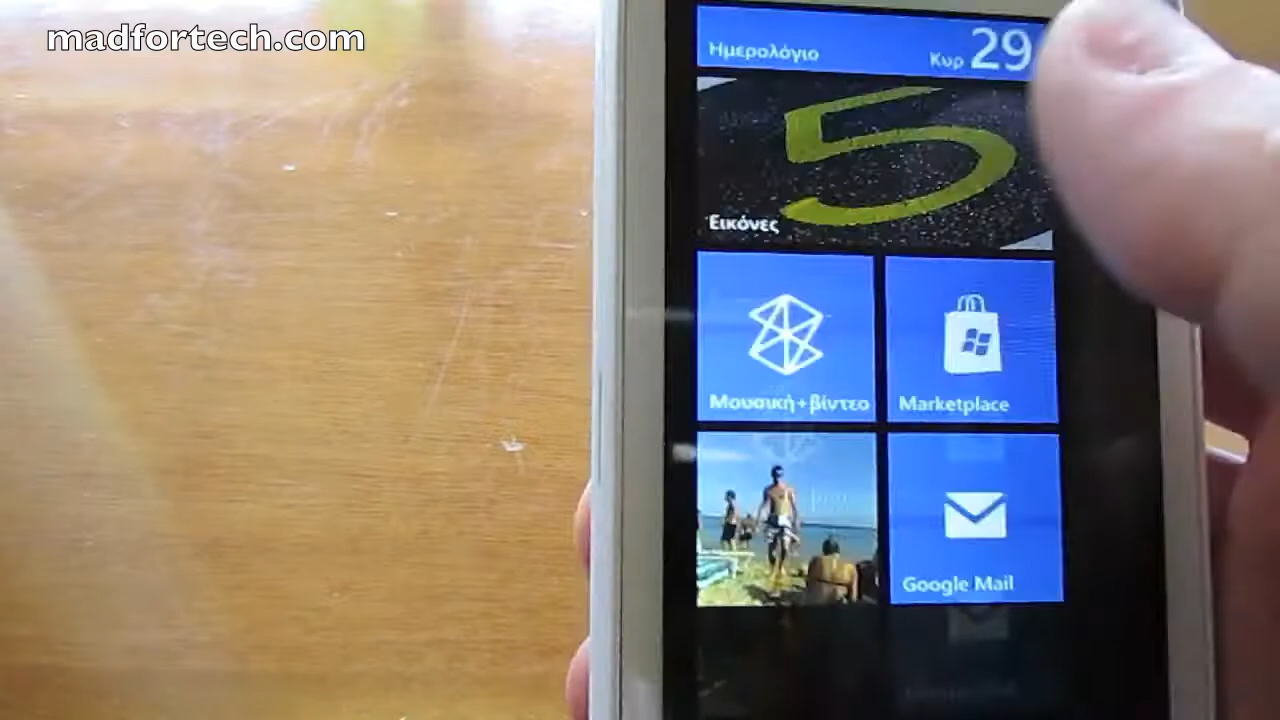 madfortech.com
Ημερολόγιο
Κυρ 29
5
Εικόνες
Μουσική+βίντεο
Marketplace
Google Mail